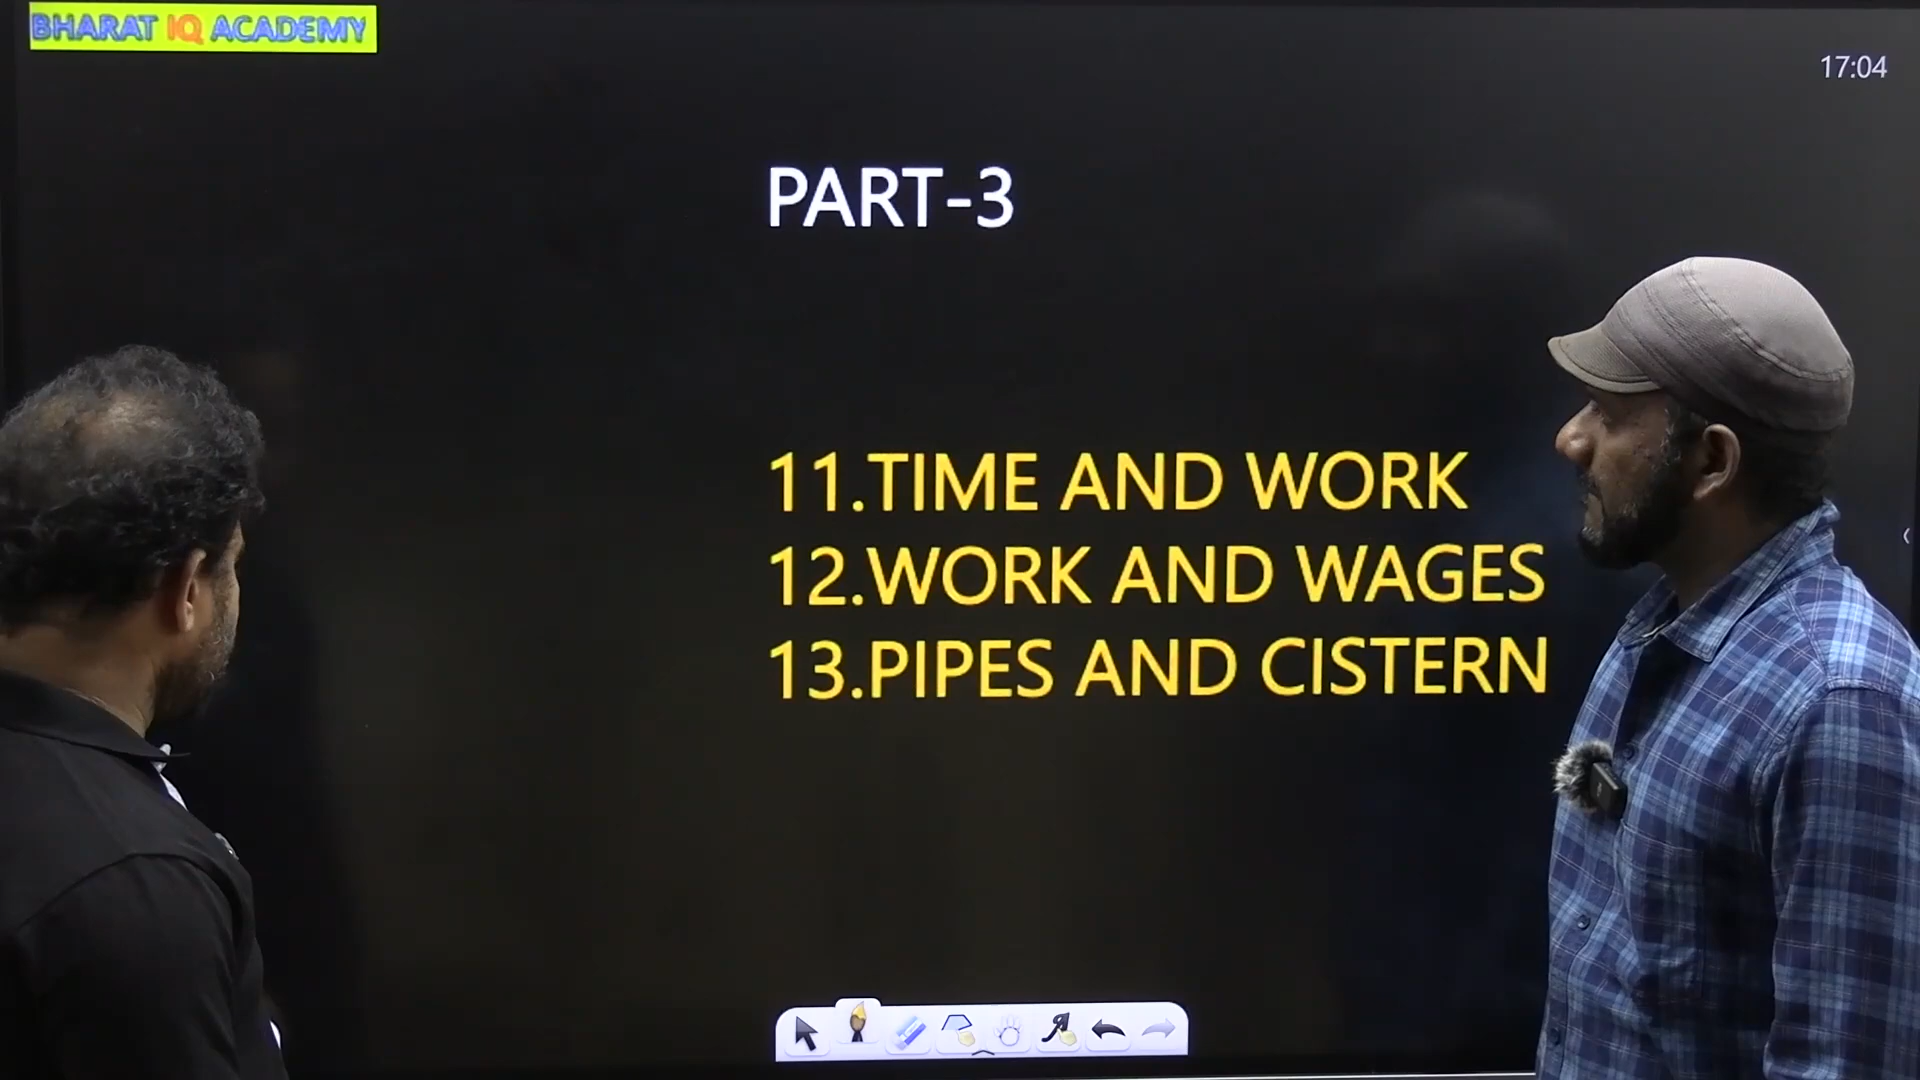 BHARAT IQ ACADEMY
17:04
PART-3
11.TIME AND WORK
12.WORK AND WAGES
13.PIPES AND CISTERN